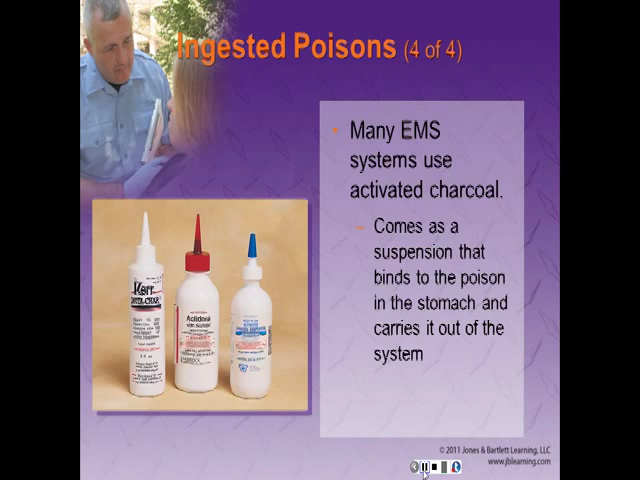 Ingested Poisons (4 of 4)
• Many EMS
systems use
activated charcoal.
– Comes as a
suspension that
binds to the poison
in the stomach and
carries it out of the
system
Kerr
Actidose
© 2011 Jones & Bartlett Learning, LLC
www.jblearning.com